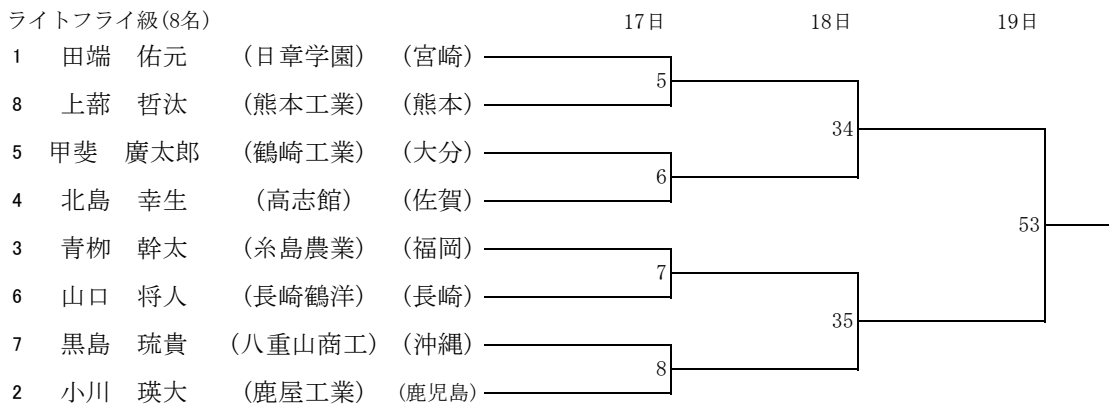 ライトフライ級(8名) 17日 18日 19日
1 田端 佑元 (日章学園) (宮崎)
5
8 上蔀 哲汰 (熊本工業) (熊本)
34
5 甲斐 廣太郎 (鶴崎工業) (大分)
6
4 北島 幸生 (高志館) (佐賀)
53
3 青栁 幹太 (糸島農業) (福岡)
7
6 山口 将人 (長崎鶴洋) (長崎)
35
7 黒島 琉貴 (八重山商工) (沖縄)
8
2 小川 瑛大 (鹿屋工業) (鹿児島)